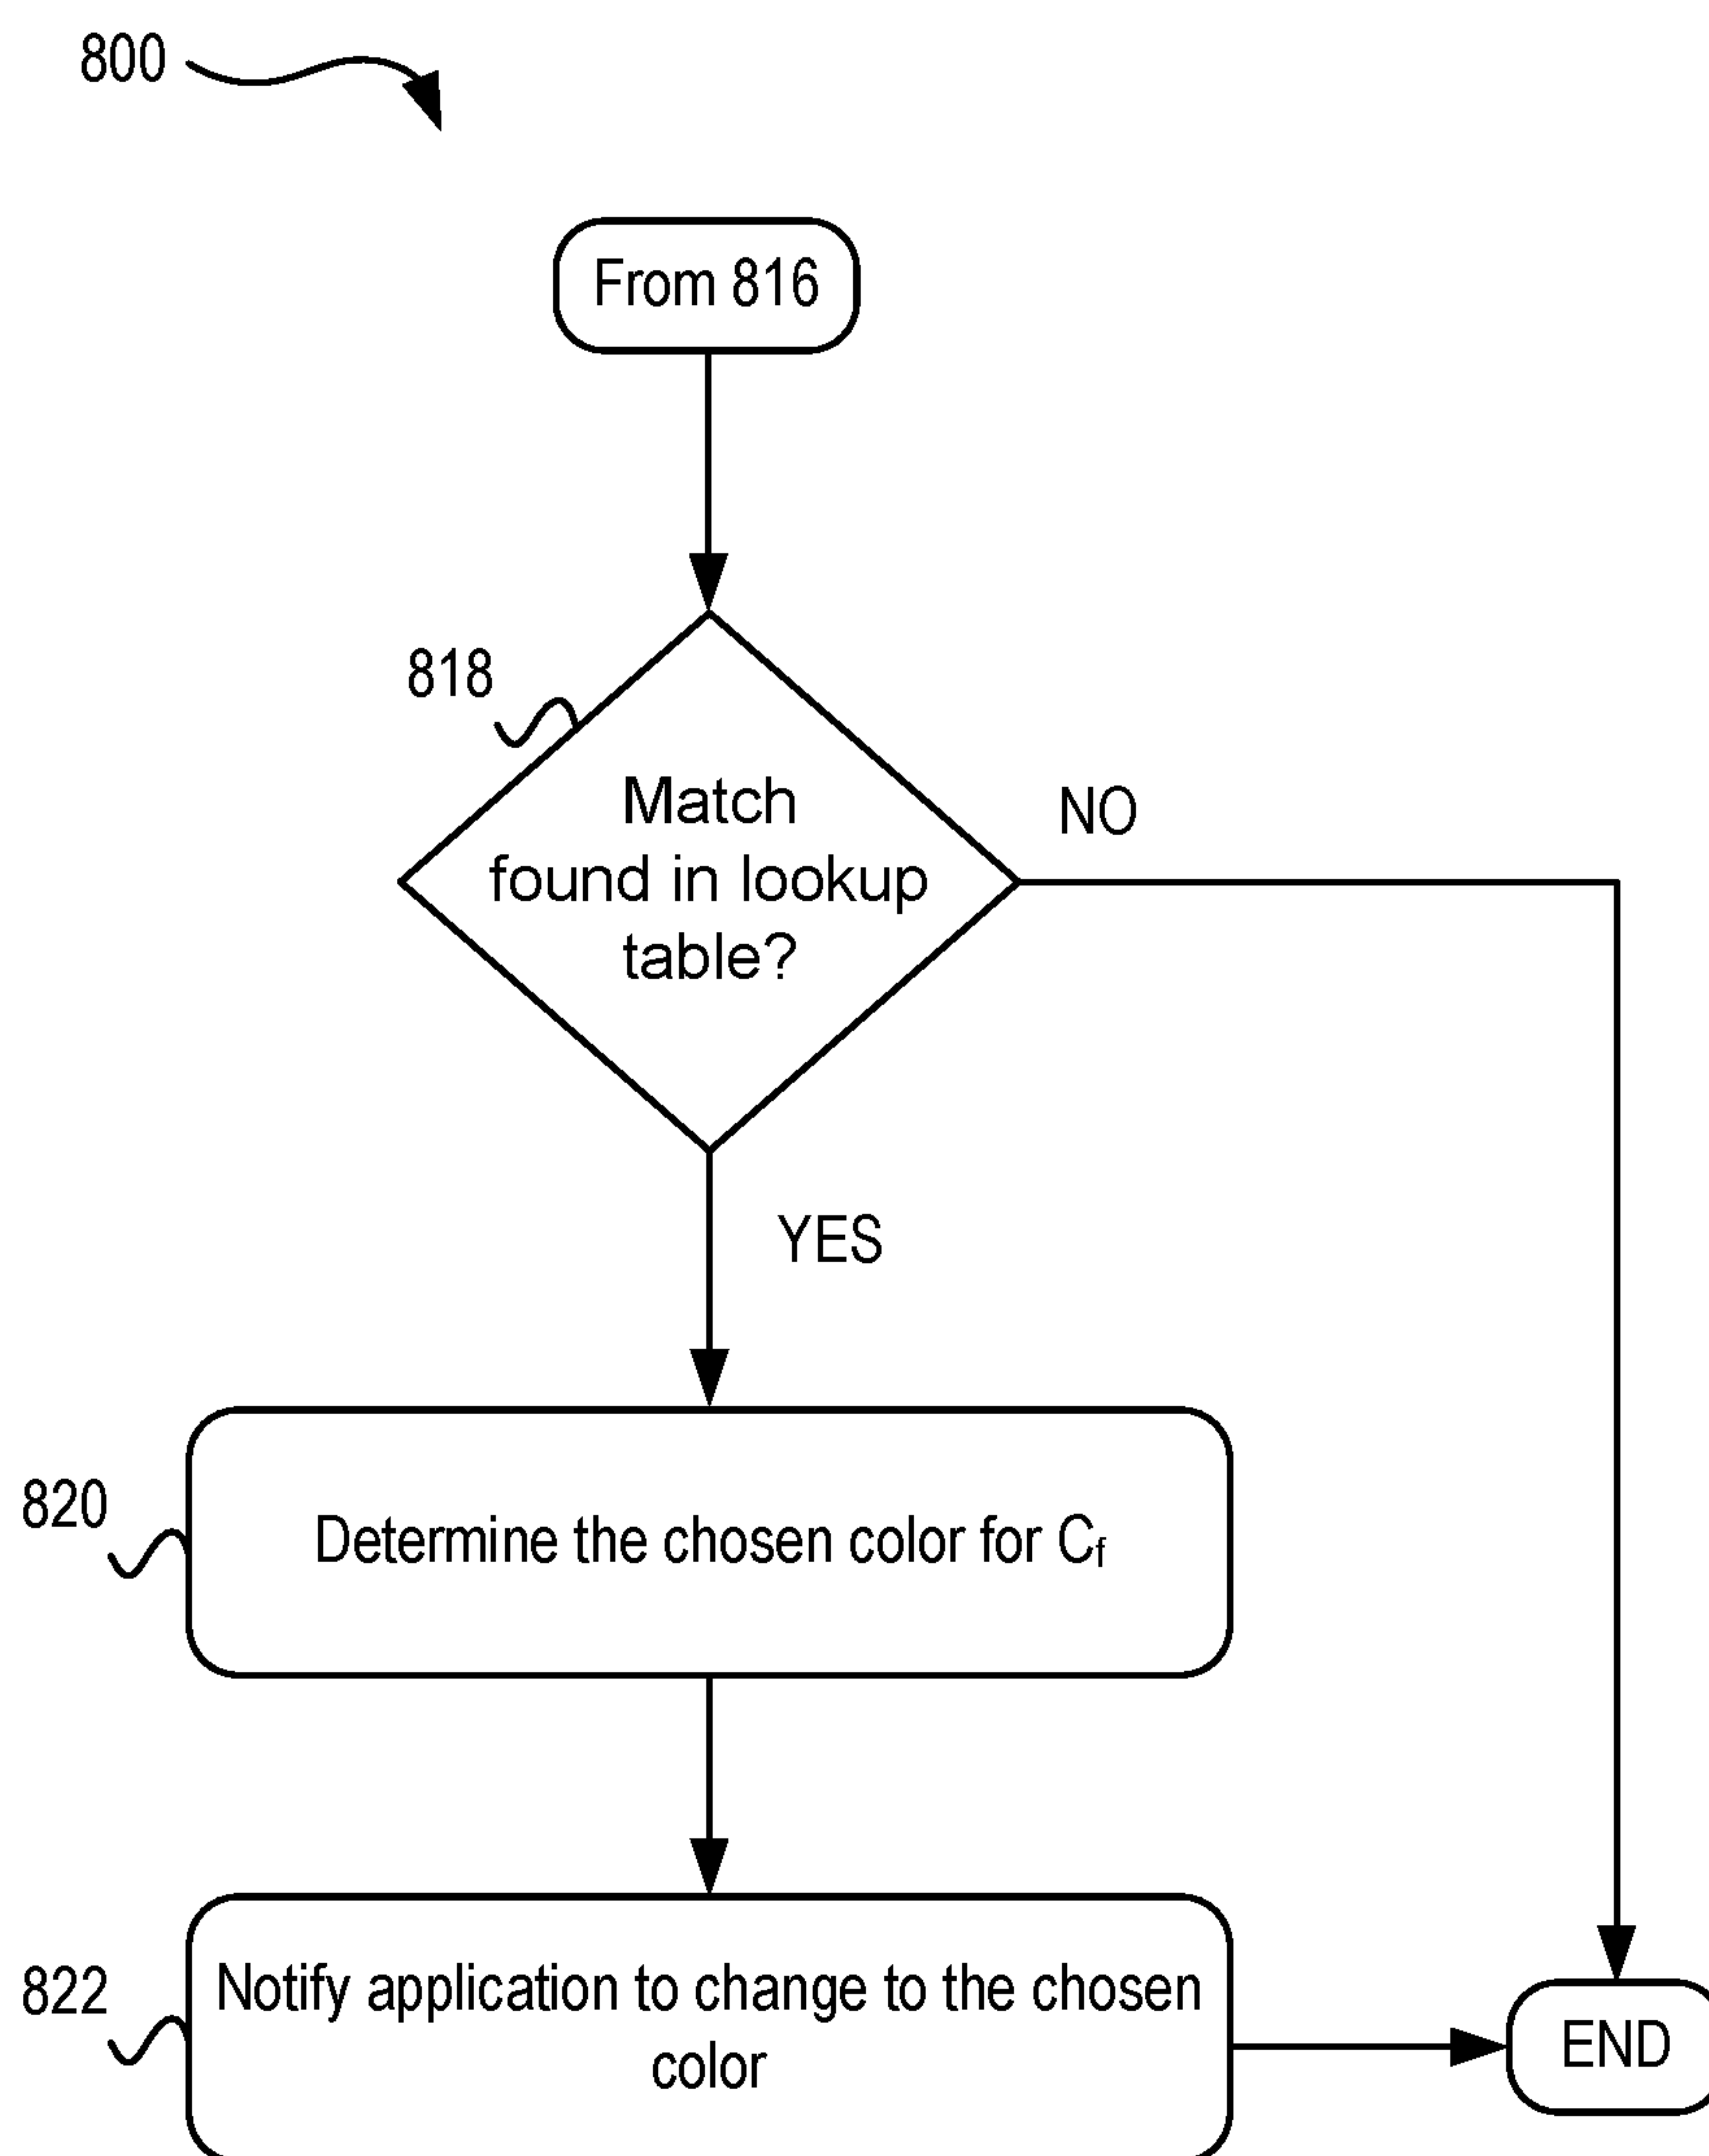 800
From 816
818
Match
found in lookup
table?
NO
YES
820
Determine the chosen color for Cf
822
Notify application to change to the chosen
color
END